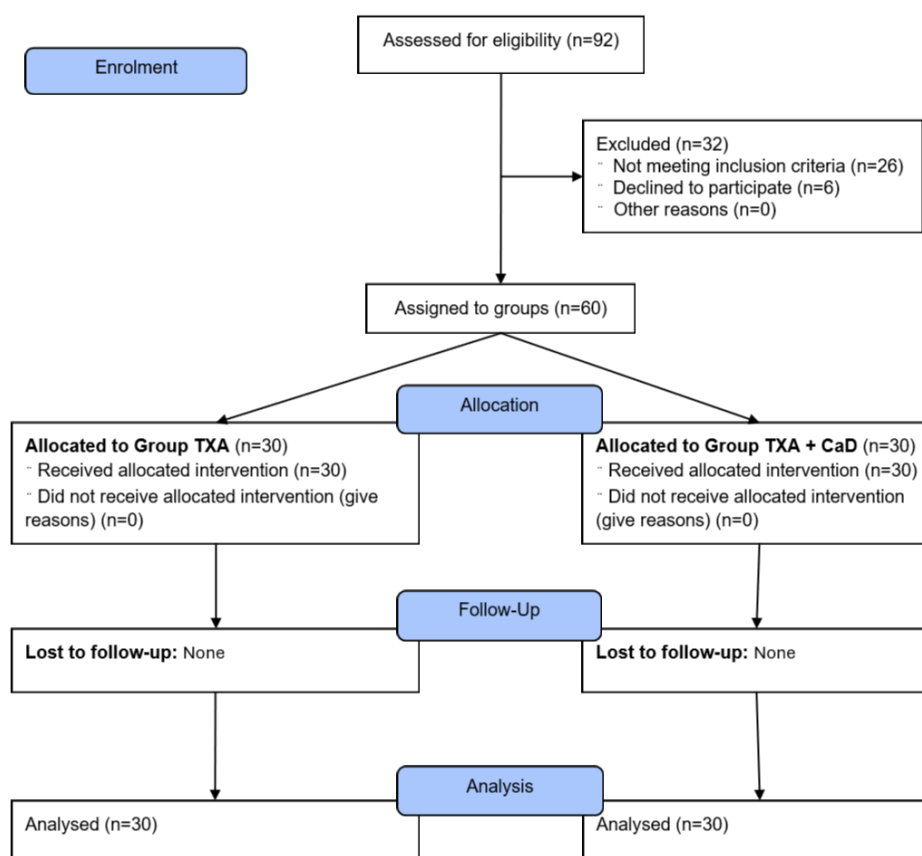 Assessed for eligibility (n=92)
Enrolment
Excluded (n=32)
¨ Not meeting inclusion criteria (n=26)
¨ Declined to participate (n=6)
¨ Other reasons (n=0)
Assigned to groups (n=60)
Allocation
Allocated to Group TXA (n=30)
¨ Received allocated intervention (n=30)
¨ Did not receive allocated intervention (give
reasons) (n=0)
Allocated to Group TXA + CaD (n=30)
¨ Received allocated intervention (n=30)
¨ Did not receive allocated intervention
(give reasons) (n=0)
Follow-Up
Lost to follow-up: None
Lost to follow-up: None
Analysis
Analysed (n=30)
Analysed (n=30)